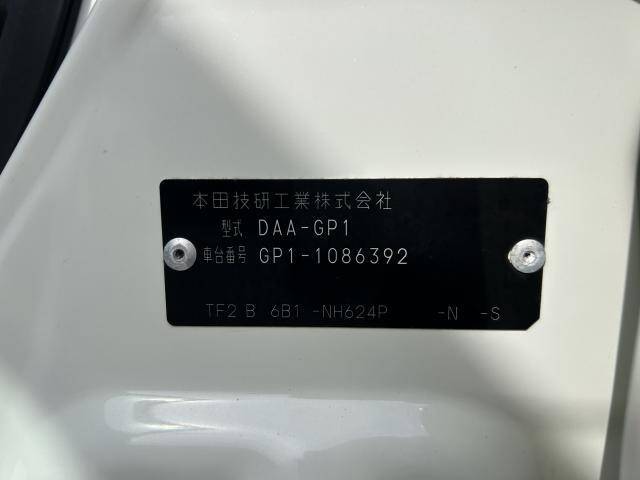 本田技研工業株式会社
型式 DAA-GP1
車台番号 GP1-1086392
TF2 B 6B1 -NH624P -N -S